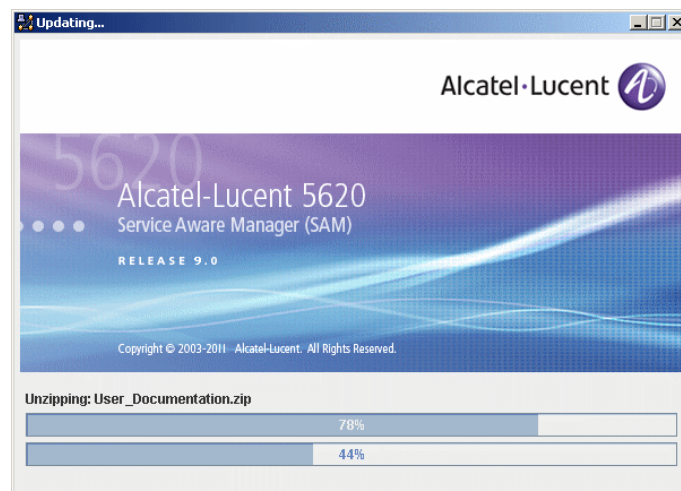 Updating...
Alcatel·Lucent
5620
Alcatel-Lucent 5620
Service Aware Manager (SAM)
RELEASE 9.0
Copyright © 2003-2011 Alcatel-Lucent. All Rights Reserved.
Unzipping: User_Documentation.zip
78%
44%